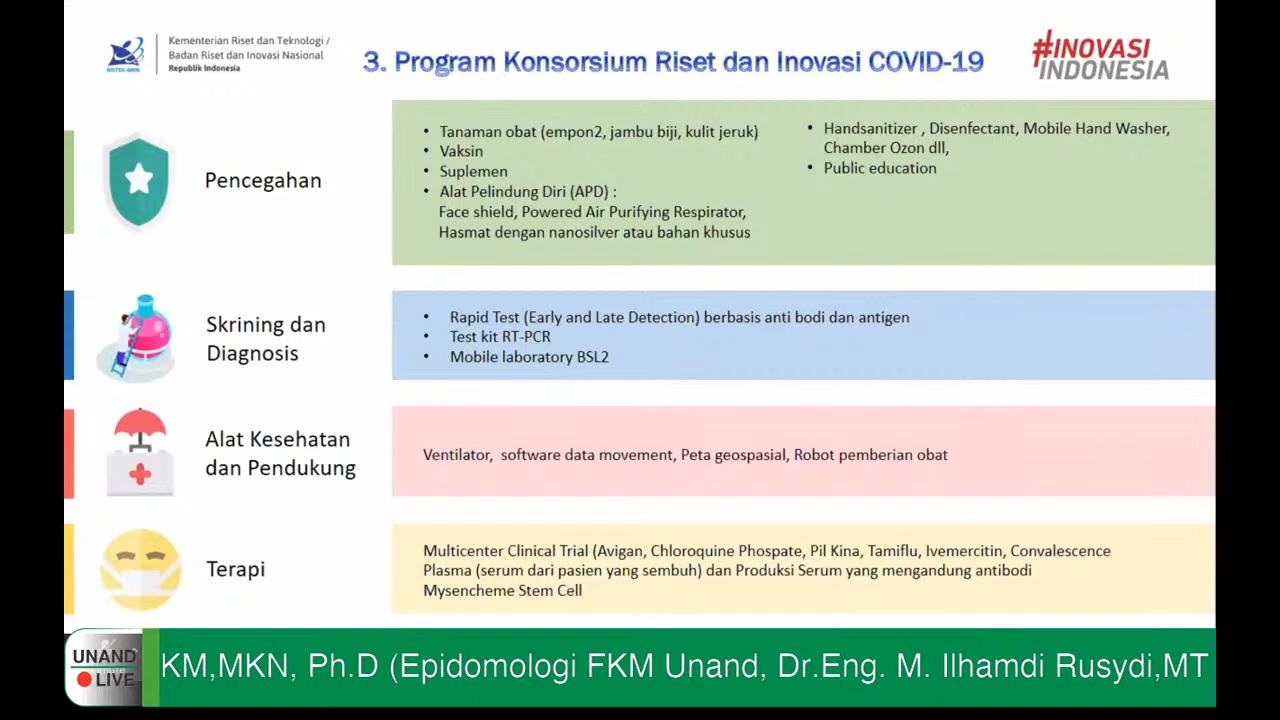 Kementerian Riset dan Teknologi /
Badan Riset dan Inovasi Nasional
Republik Indonesia
RISTEK-BRIN
3. Program Konsorsium Riset dan Inovasi COVID-19
#INOVASI
INDONESIA
Pencegahan
• Tanaman obat (empon2, jambu biji, kulit jeruk)
• Vaksin
• Suplemen
• Alat Pelindung Diri (APD) :
Face shield, Powered Air Purifying Respirator,
Hasmat dengan nanosilver atau bahan khusus
• Handsanitizer , Disenfectant, Mobile Hand Washer,
Chamber Ozon dll,
• Public education
Skrining dan
Diagnosis
• Rapid Test (Early and Late Detection) berbasis anti bodi dan antigen
• Test kit RT-PCR
• Mobile laboratory BSL2
Alat Kesehatan
dan Pendukung
Ventilator, software data movement, Peta geospasial, Robot pemberian obat
Terapi
Multicenter Clinical Trial (Avigan, Chloroquine Phospate, Pil Kina, Tamiflu, Ivemercitin, Convalescence
Plasma (serum dari pasien yang sembuh) dan Produksi Serum yang mengandung antibodi
Mysencheme Stem Cell
UNAND
LIVE
KM,MKN, Ph.D (Epidomologi FKM Unand, Dr.Eng. M. Ilhamdi Rusydi,MT